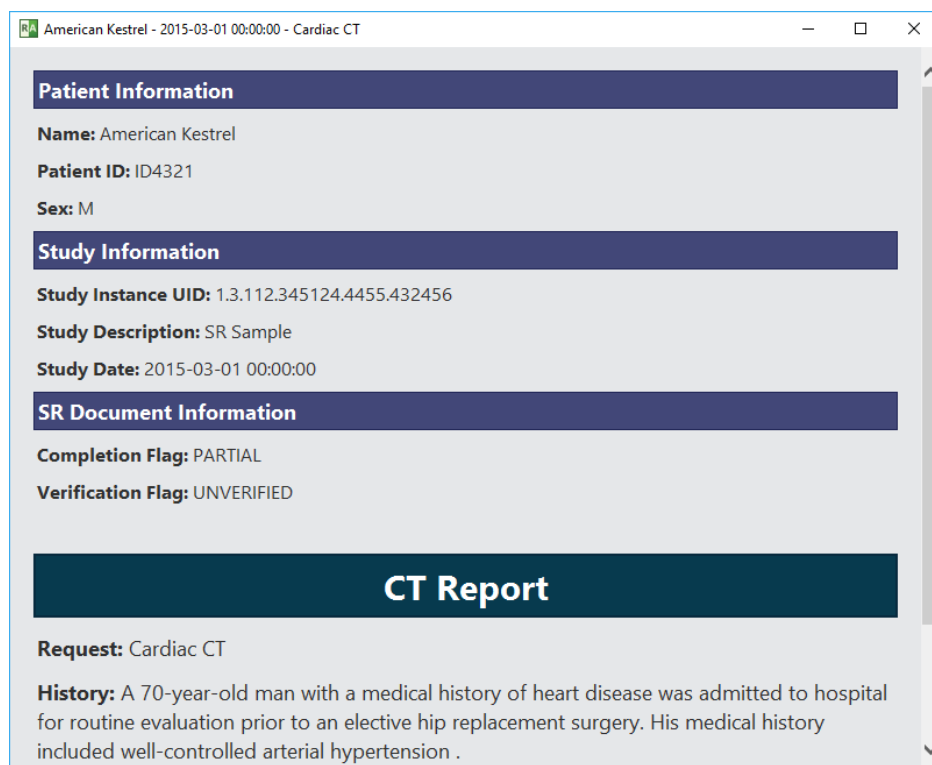 RA American Kestrel - 2015-03-01 00:00:00 - Cardiac CT
Patient Information
Name: American Kestrel
Patient ID: ID4321
Sex: M
Study Information
Study Instance UID: 1.3.112.345124.4455.432456
Study Description: SR Sample
Study Date: 2015-03-01 00:00:00
SR Document Information
Completion Flag: PARTIAL
Verification Flag: UNVERIFIED
CT Report
Request: Cardiac CT
History: A 70-year-old man with a medical history of heart disease was admitted to hospital
for routine evaluation prior to an elective hip replacement surgery. His medical history
included well-controlled arterial hypertension .